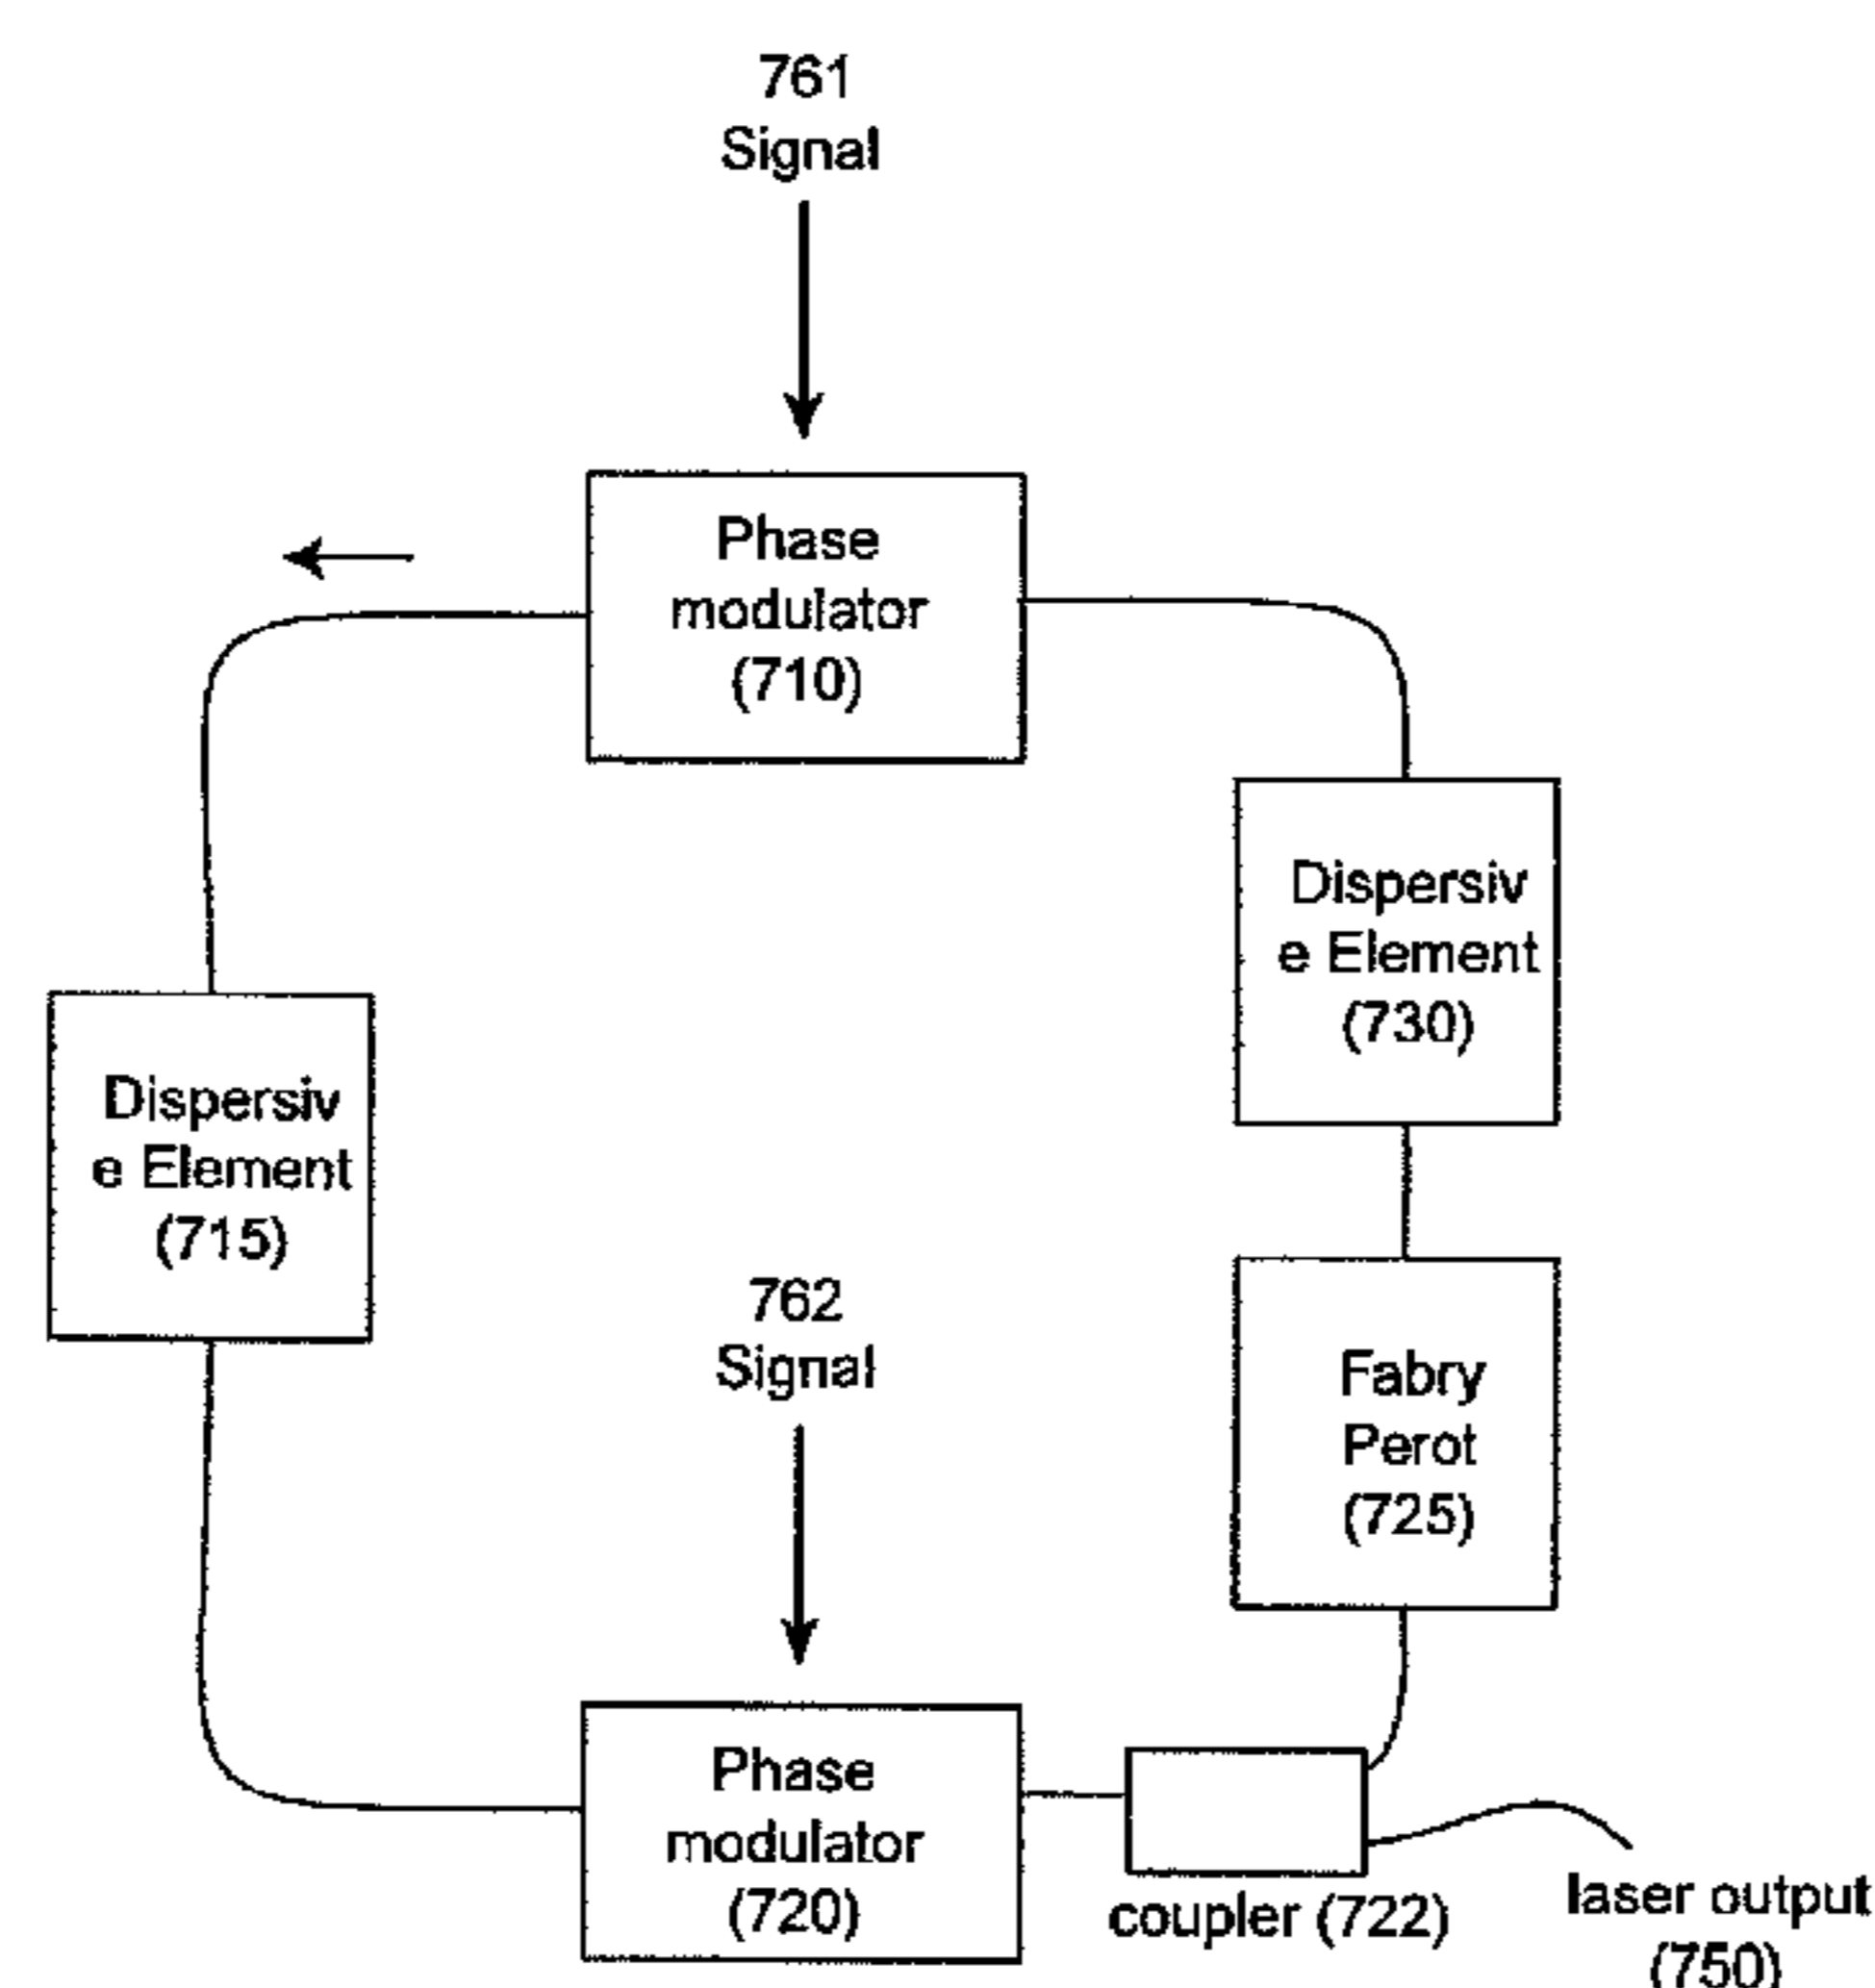 761
Signal
Phase
modulator
(710)
Dispersiv
e Element
(730)
Dispersiv
e Element
(715)
762
Signal
Fabry
Perot
(725)
Phase
modulator
(720)
coupler (722)
laser output
(750)